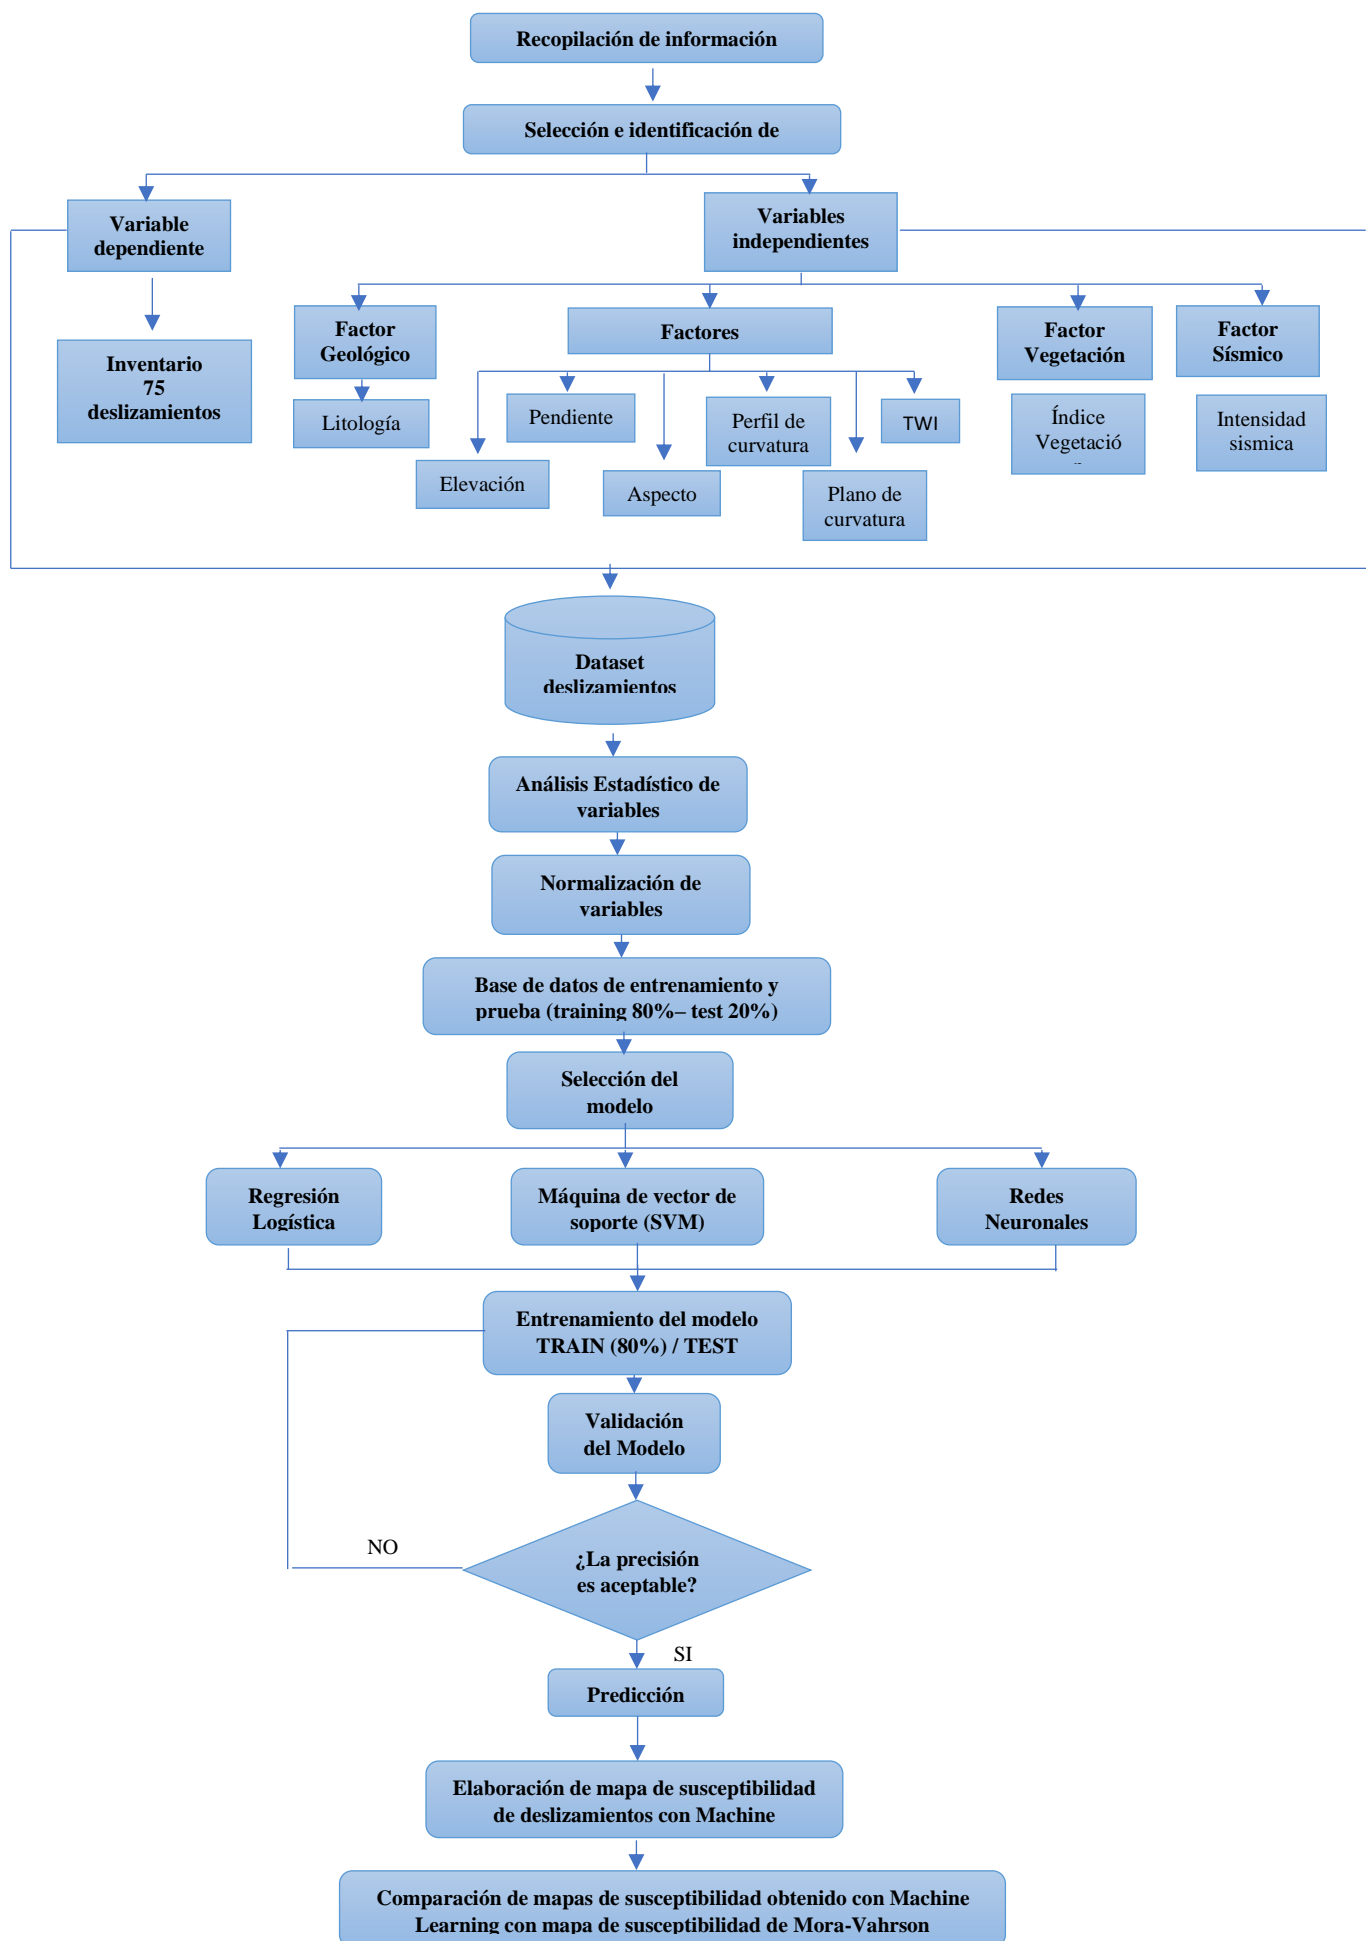 Recopilación de información
Selección e identificación de
Variable
dependiente
Variables
independientes
Inventario
75
deslizamientos
Factor
Geológico
Factores
Factor
Vegetación
Factor
Sísmico
Litología
Pendiente
Perfil de
curvatura
TWI
Índice
Vegetació
Intensidad
sismica
Elevación
Aspecto
Plano de
curvatura
Dataset
deslizamientos
Análisis Estadístico de
variables
Normalización de
variables
Base de datos de entrenamiento y
prueba (training 80%– test 20%)
Selección del
modelo
Regresión
Logística
Máquina de vector de
soporte (SVM)
Redes
Neuronales
Entrenamiento del modelo
TRAIN (80%) / TEST
Validación
del Modelo
NO
¿La precisión
es aceptable?
SI
Predicción
Elaboración de mapa de susceptibilidad
de deslizamientos con Machine
Comparación de mapas de susceptibilidad obtenido con Machine
Learning con mapa de susceptibilidad de Mora-Vahrson